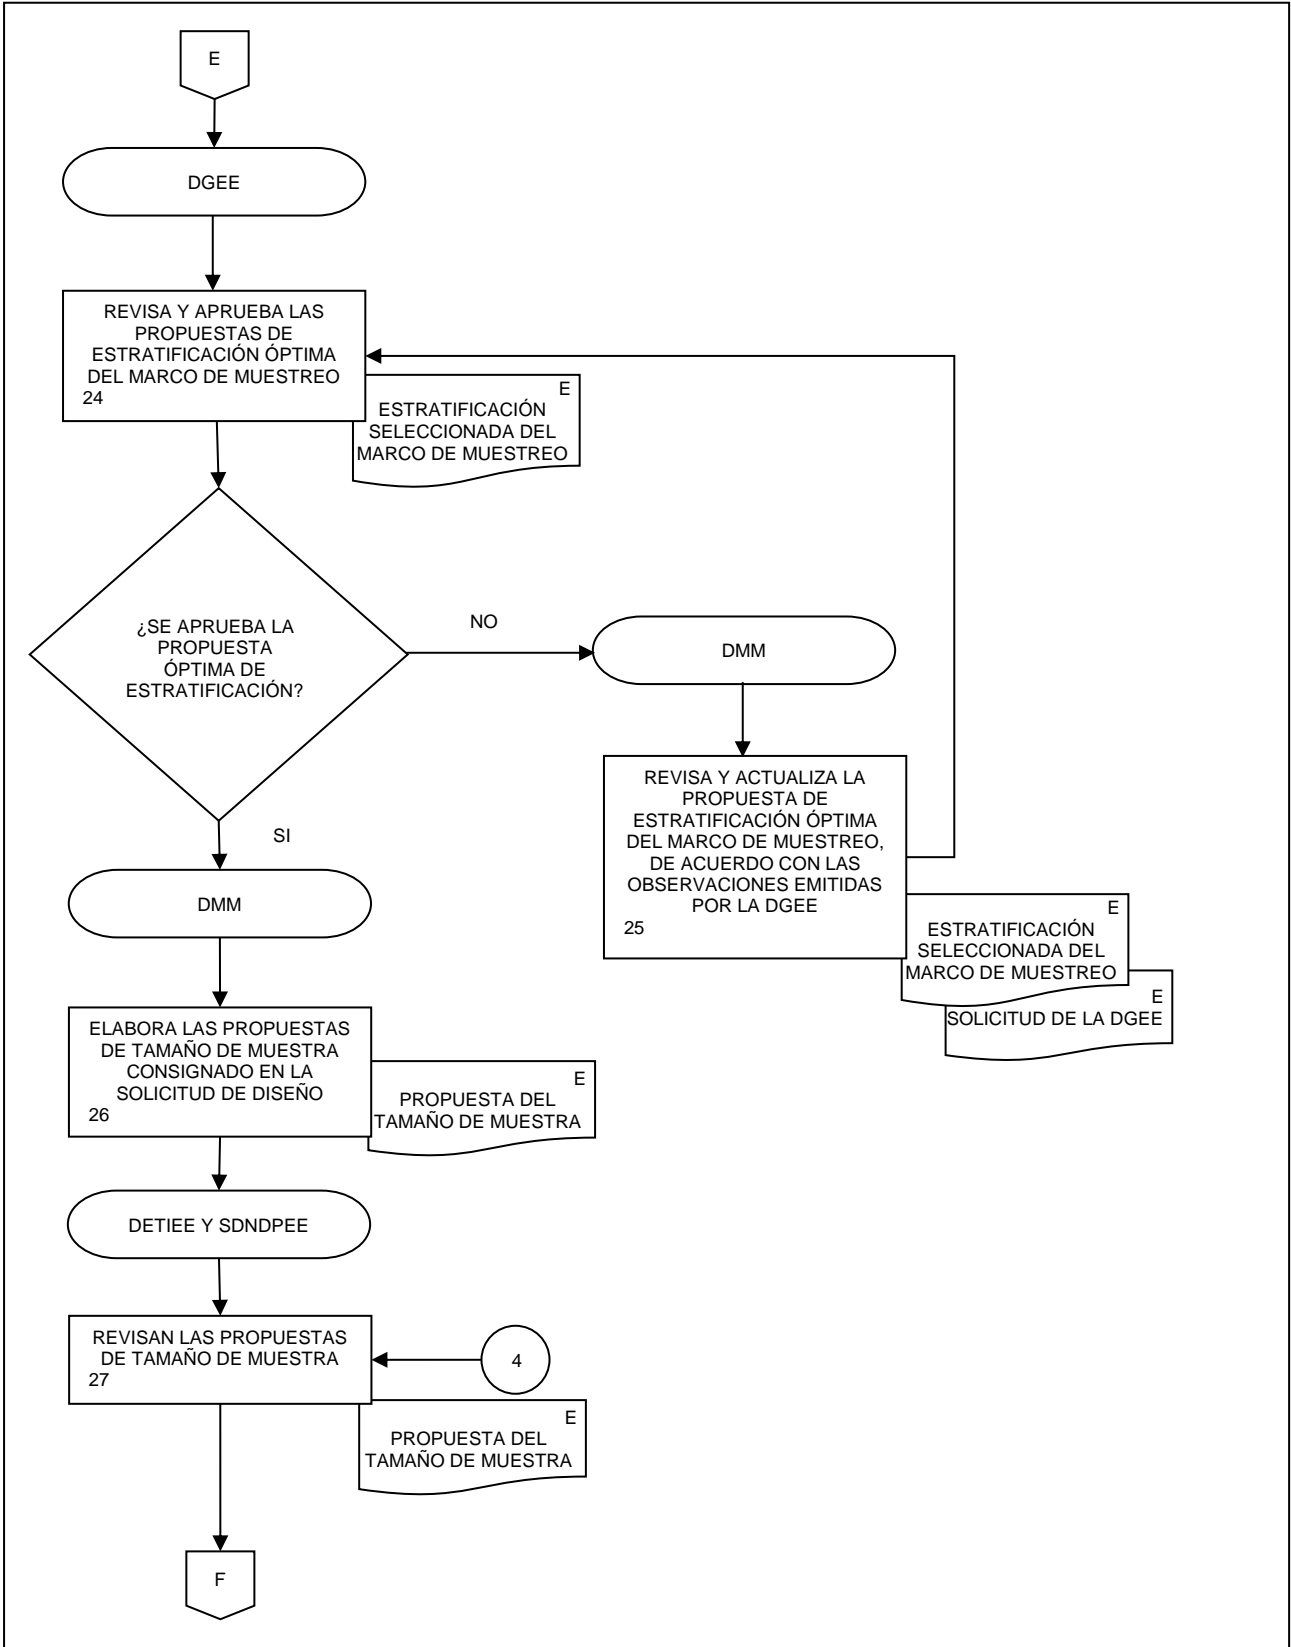 E
DGEE
REVISA Y APRUEBA LAS
PROPUESTAS DE
ESTRATIFICACIÓN ÓPTIMA
DEL MARCO DE MUESTREO
24
E
ESTRATIFICACIÓN
SELECCIONADA DEL
MARCO DE MUESTREO
¿SE APRUEBA LA
PROPUESTA
ÓPTIMA DE
ESTRATIFICACIÓN?
NO
DMM
REVISA Y ACTUALIZA LA
PROPUESTA DE
ESTRATIFICACIÓN ÓPTIMA
DEL MARCO DE MUESTREO,
DE ACUERDO CON LAS
OBSERVACIONES EMITIDAS
POR LA DGEE
25
E
ESTRATIFICACIÓN
SELECCIONADA DEL
MARCO DE MUESTREO
E
SOLICITUD DE LA DGEE
SI
DMM
ELABORA LAS PROPUESTAS
DE TAMAÑO DE MUESTRA
CONSIGNADO EN LA
SOLICITUD DE DISEÑO
26
E
PROPUESTA DEL
TAMAÑO DE MUESTRA
DETIEE Y SDNDPEE
REVISAN LAS PROPUESTAS
DE TAMAÑO DE MUESTRA
27
4
E
PROPUESTA DEL
TAMAÑO DE MUESTRA
F